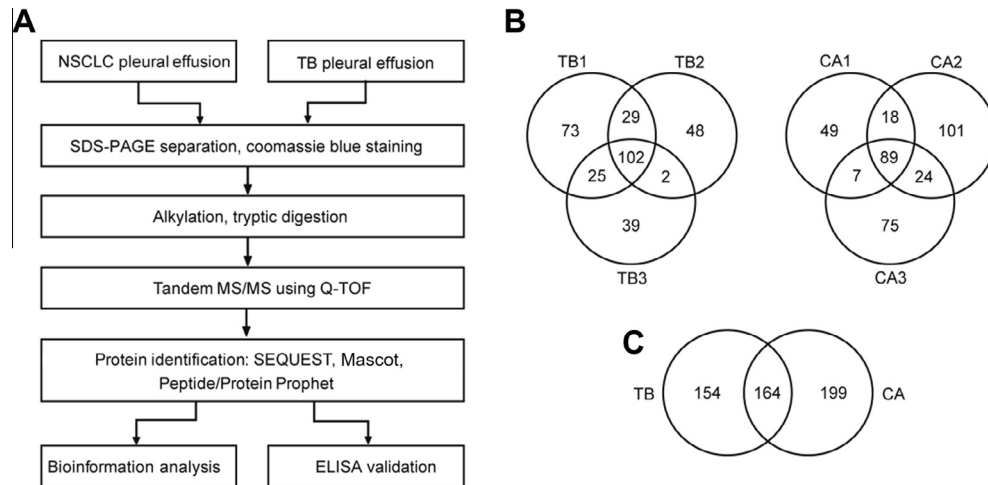 A
NSCLC pleural effusion
TB pleural effusion
SDS-PAGE separation, coomassie blue staining
Alkylation, tryptic digestion
Tandem MS/MS using Q-TOF
Protein identification: SEQUEST, Mascot,
Peptide/Protein Prophet
Bioinformation analysis
ELISA validation
B
TB1
TB2
73
29
48
102
25
2
39
TB3
CA1
CA2
49
18
101
89
7
24
75
CA3
C
TB
154
164
199
CA